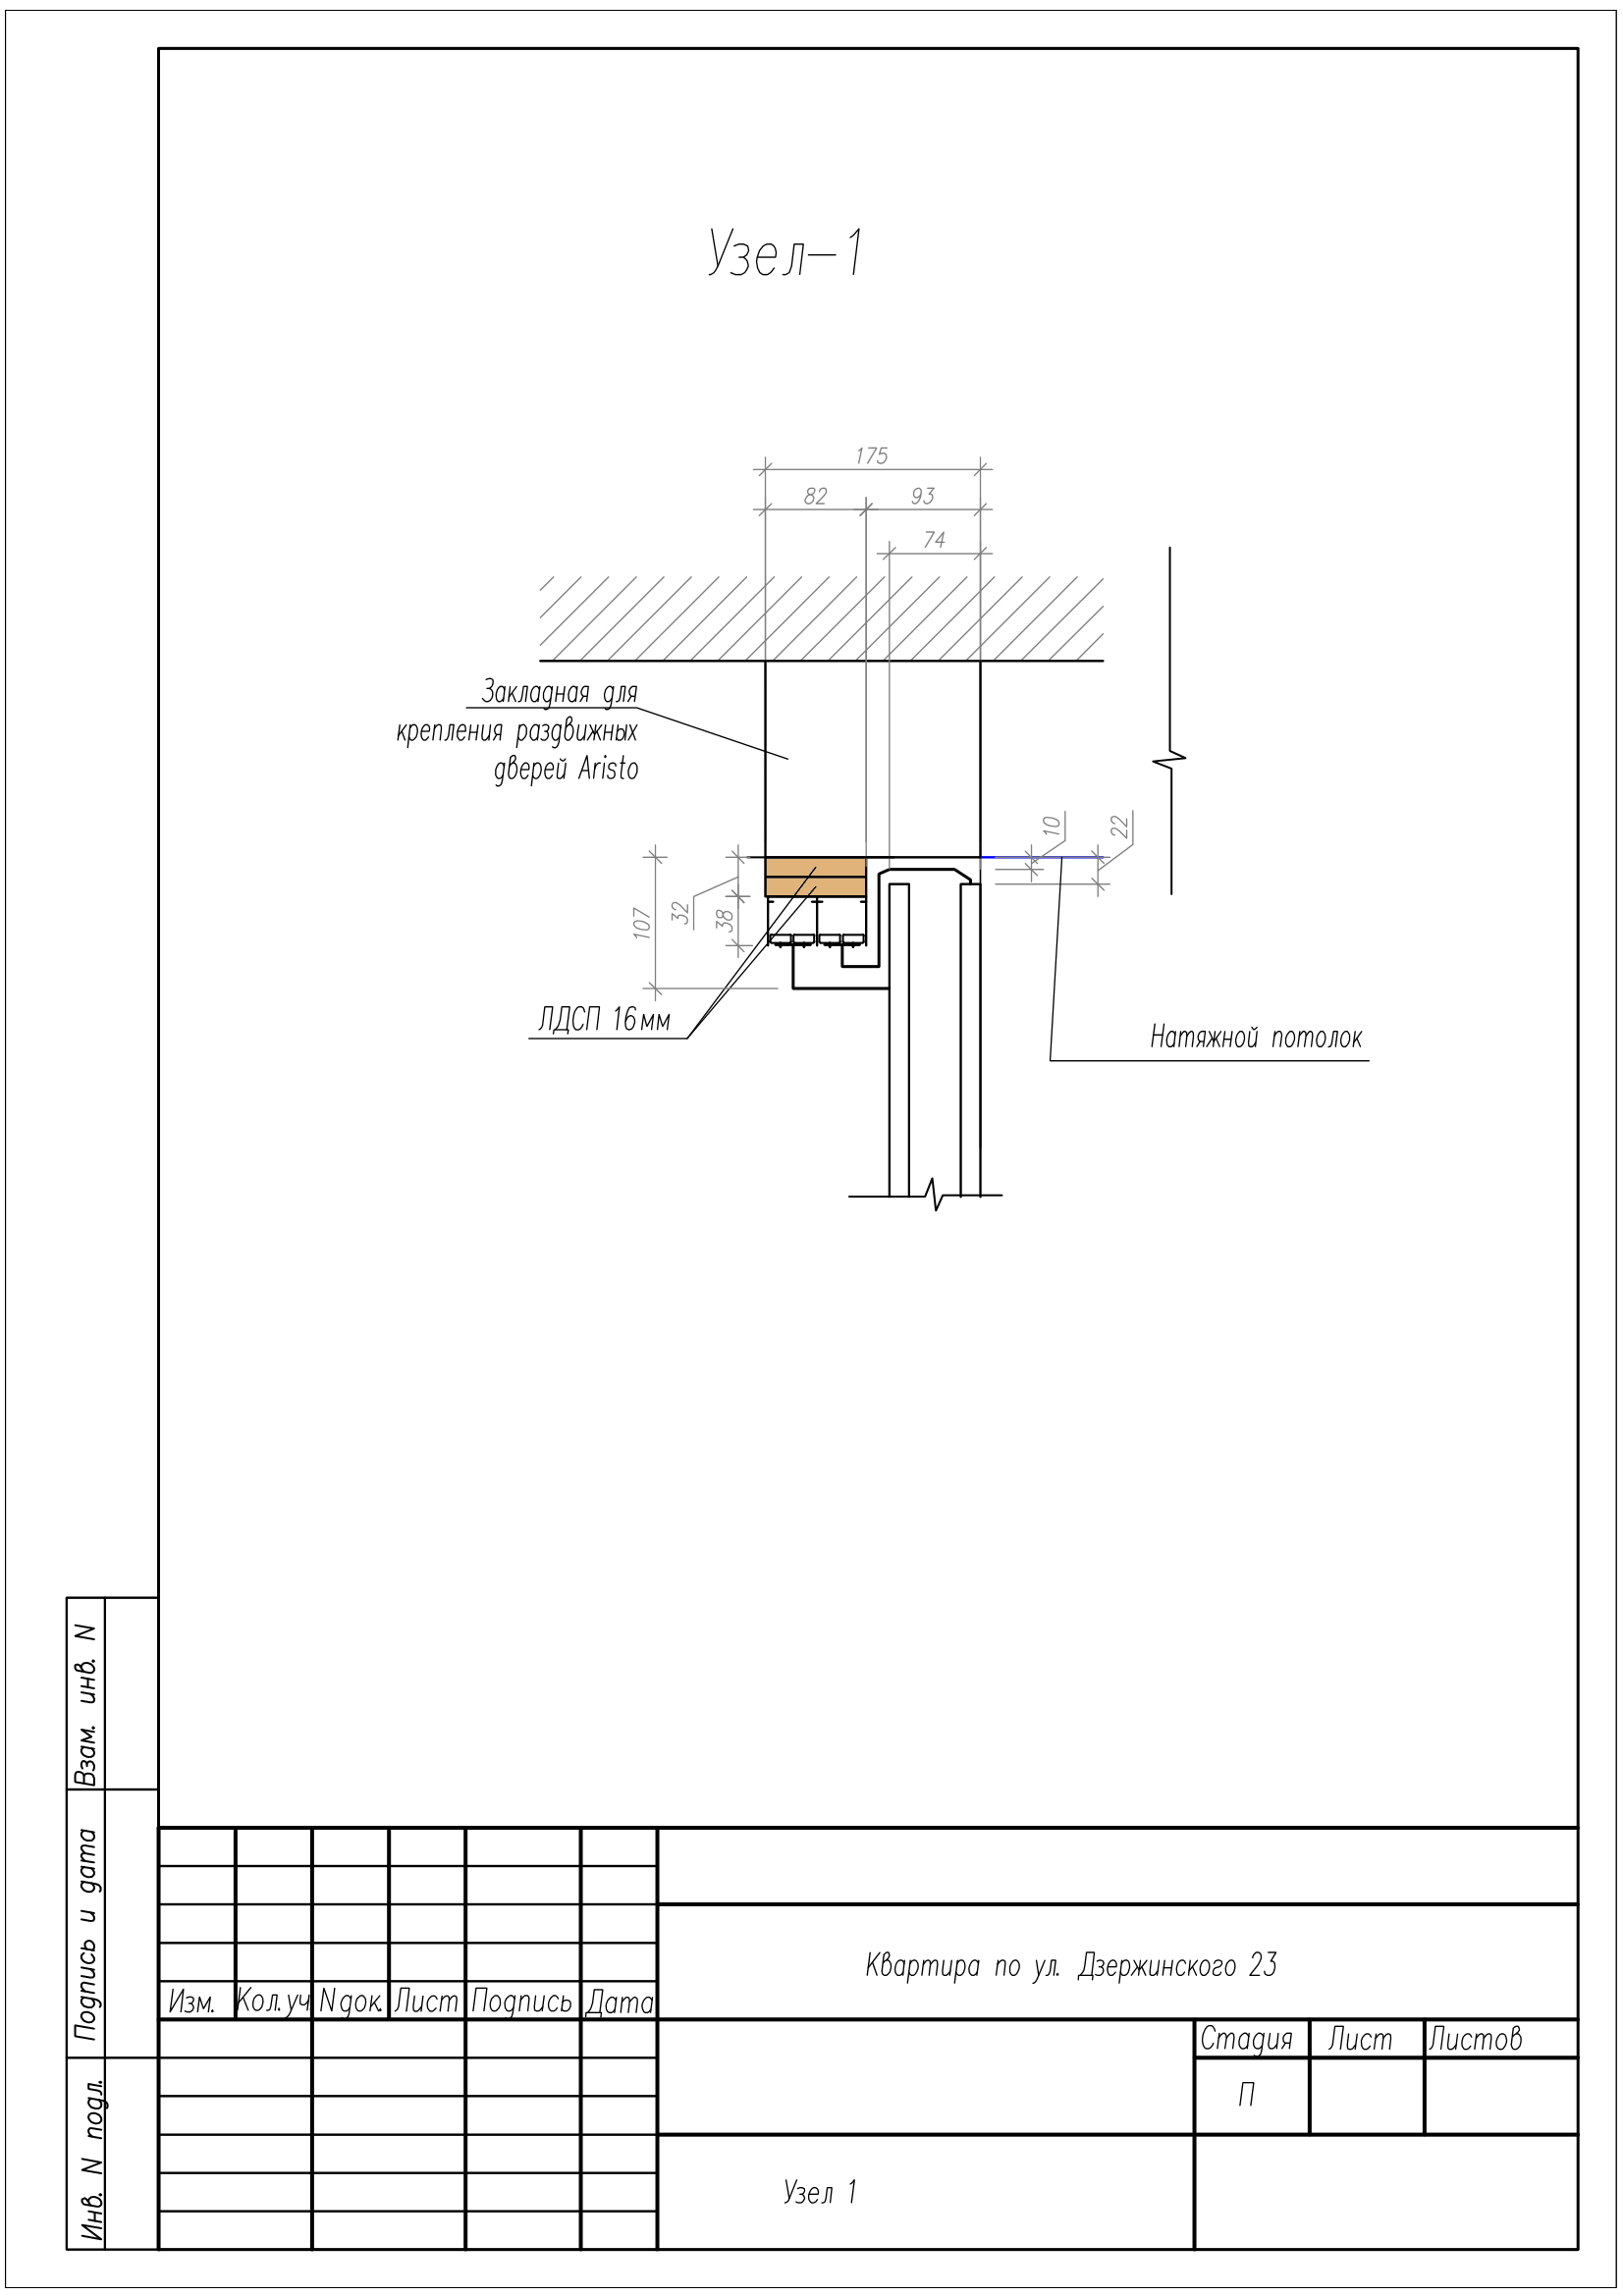 Узел-1
175
82
93
74
Закладная для
крепления раздвижных
дверей Aristo
10
22
107
32
38
ЛДСП 16мм
Натяжной потолок
Взам. инв. N
Подпись и дата
Инв. N подл.
Квартира по ул. Дзержинского 23
Изм.
Кол.уч
N док.
Лист
Подпись
Дата
Стадия
Лист
Листов
П
Узел 1